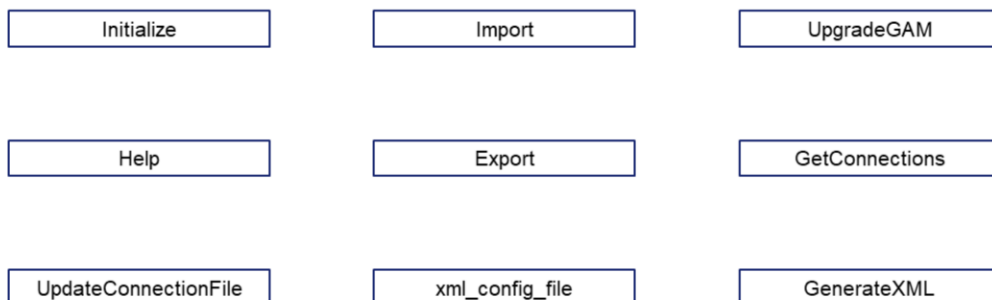 Initialize
Import
UpgradeGAM
Help
Export
GetConnections
UpdateConnectionFile
xml_config_file
GenerateXML